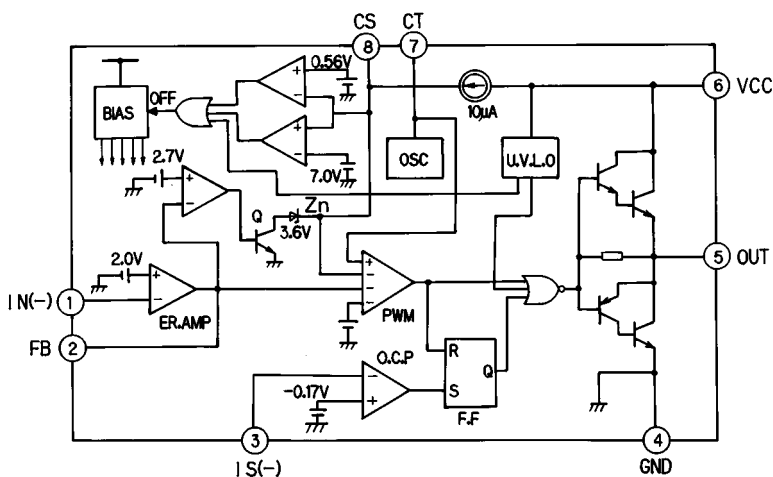 CS CT
8 7
0.56V
6 VCC
OFF
BIAS
10μA
OSC
U.V.L.O
2.7V
7.0V
Q
Zn
3.6V
2.0V
5 OUT
IN(-) 1
ER.AMP
PWM
FB 2
O.C.P
R
Q
S
-0.17V
F.F
3
4
IS(-)
GND